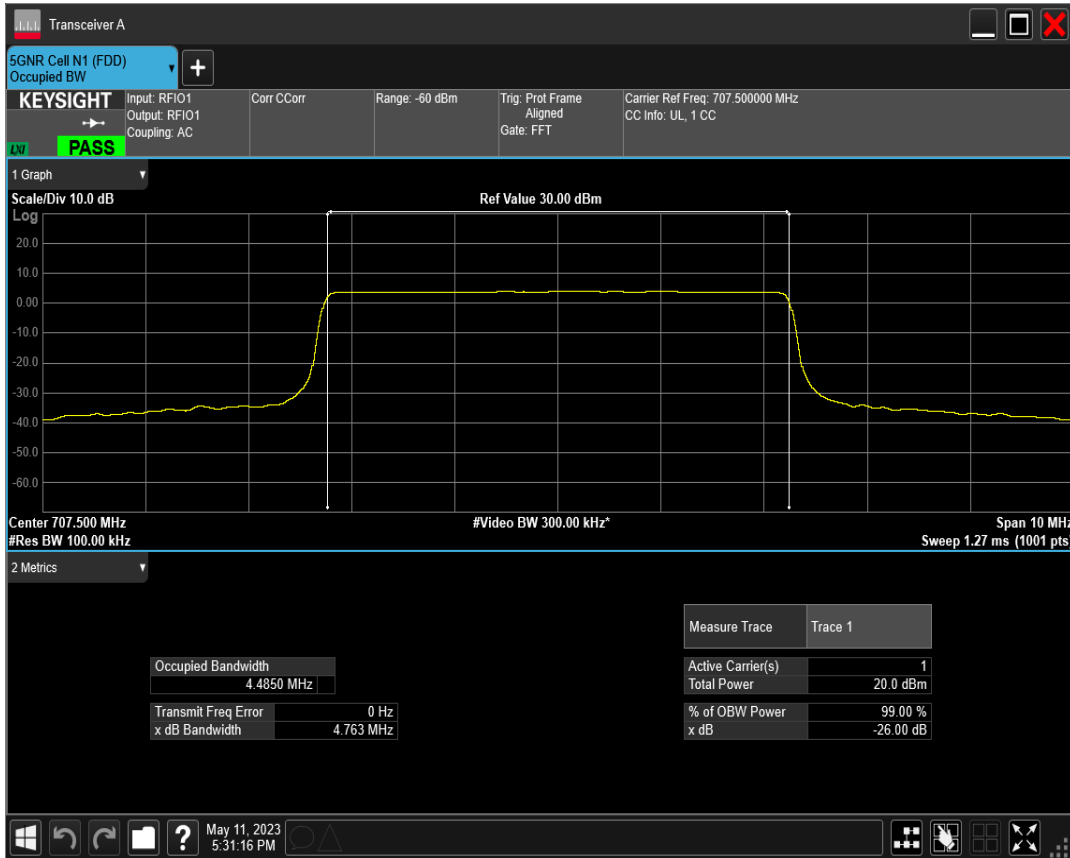 Transceiver A
5GNR Cell N1 (FDD)
Occupied BW
+
KEYSIGHT
LXI
PASS
Input: RFIO1
Output: RFIO1
Coupling: AC
Corr CCorr
Range: -60 dBm
Trig: Prot Frame
Aligned
Gate: FFT
Carrier Ref Freq: 707.500000 MHz
CC Info: UL, 1 CC
1 Graph
Scale/Div 10.0 dB
Ref Value 30.00 dBm
Log
20.0
10.0
0.00
-10.0
-20.0
-30.0
-40.0
-50.0
-60.0
Center 707.500 MHz
#Video BW 300.00 kHz*
Span 10 MHz
#Res BW 100.00 kHz
Sweep 1.27 ms (1001 pts)
2 Metrics
Measure Trace Trace 1
Occupied Bandwidth
4.4850 MHz
Active Carrier(s) 1
Total Power 20.0 dBm
Transmit Freq Error 0 Hz
x dB Bandwidth 4.763 MHz
% of OBW Power 99.00 %
x dB -26.00 dB
?
May 11, 2023
5:31:16 PM